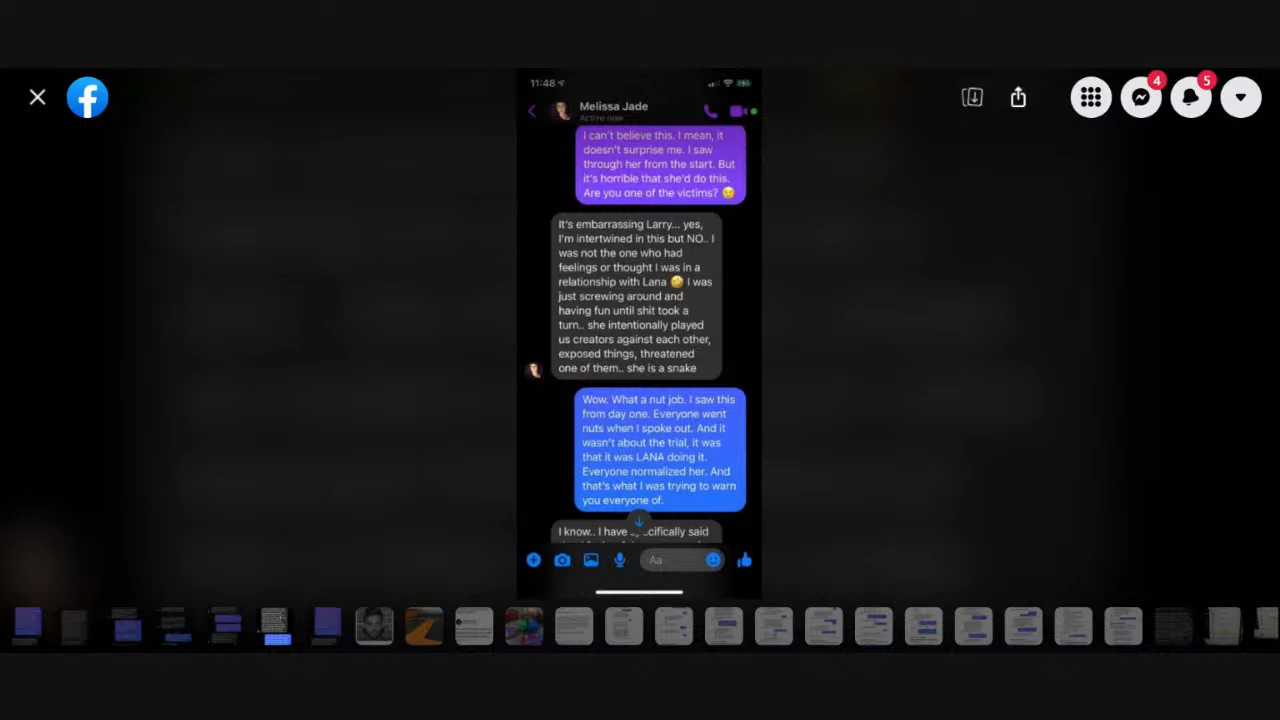 11:48
Melissa Jade
Active now
4
5
I can't believe this. I mean, it
doesn't surprise me. I saw
through her from the start. But
it's horrible that she'd do this.
Are you one of the victims? 😢
It's embarrassing Larry... yes,
I'm intertwined in this but NO.. I
was not the one who had
feelings or thought I was in a
relationship with Lana 🤣 I was
just screwing around and
having fun until shit took a
turn.. she intentionally played
us creators against each other,
exposed things, threatened
one of them.. she is a snake
Wow. What a nut job. I saw this
from day one. Everyone went
nuts when I spoke out. And it
wasn't about the trial, it was
that it was LANA doing it.
Everyone normalized her. And
that's what I was trying to warn
you everyone of.
I know.. I have specifically said
Aa